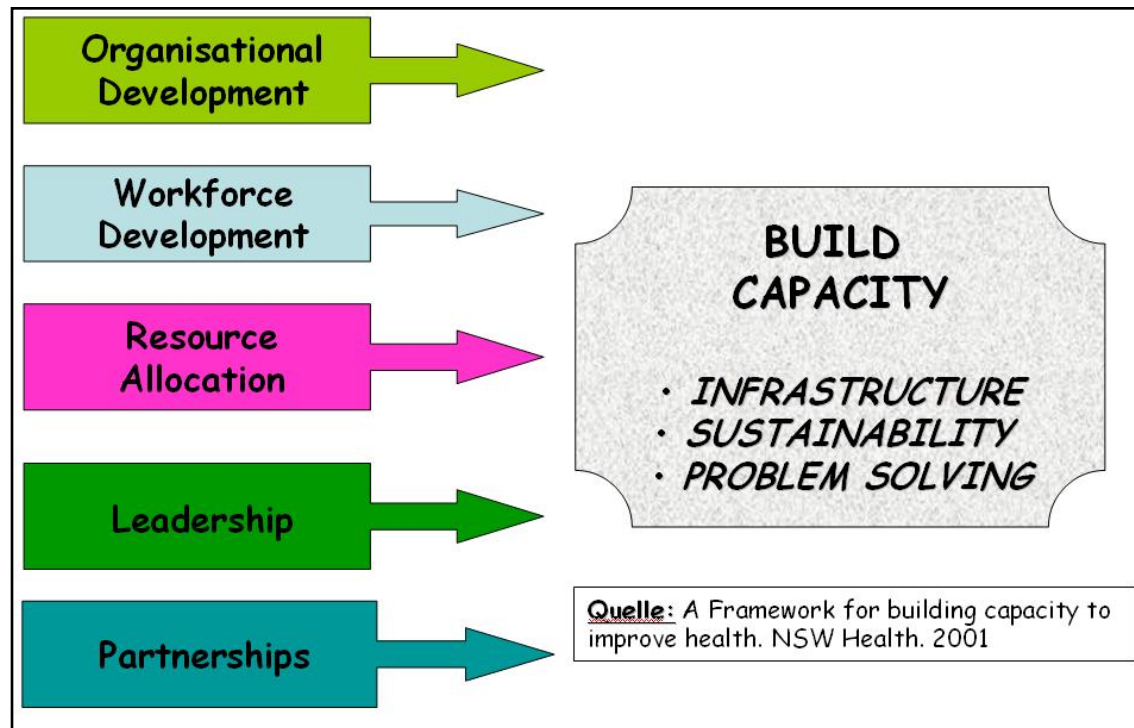 Organisational
Development
Workforce
Development
Resource
Allocation
Leadership
Partnerships
BUILD
CAPACITY
• INFRASTRUCTURE
• SUSTAINABILITY
• PROBLEM SOLVING
Quelle: A Framework for building capacity to
improve health. NSW Health. 2001